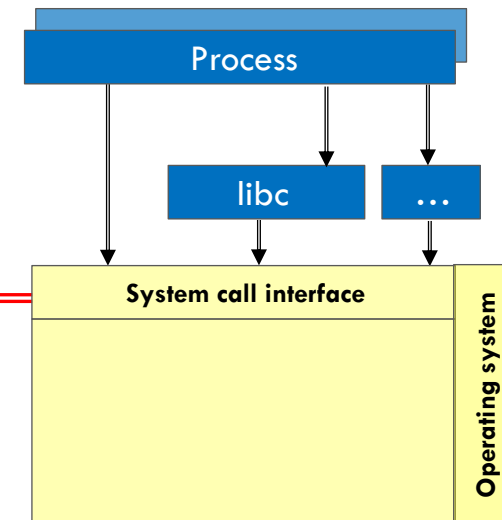 Process
libc
...
System call interface
Operating system